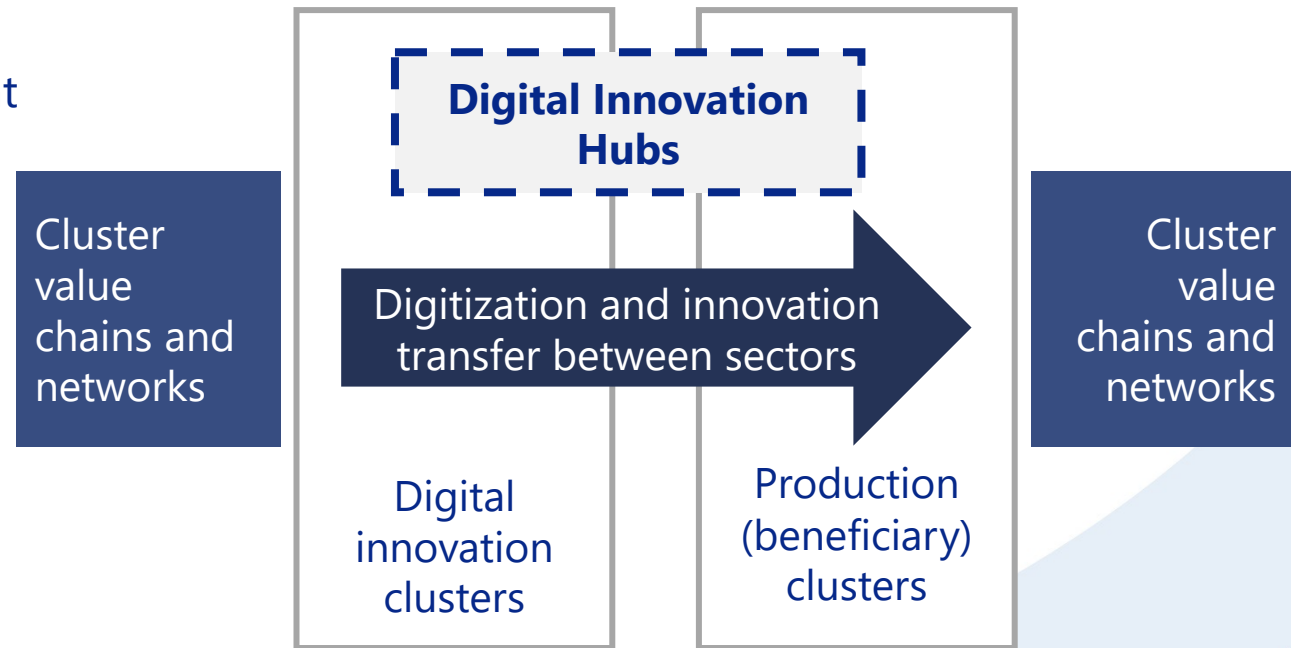 t
Digital Innovation
Hubs
Cluster
value
chains and
networks
Digitization and innovation
transfer between sectors
Cluster
value
chains and
networks
Digital
innovation
clusters
Production
(beneficiary)
clusters